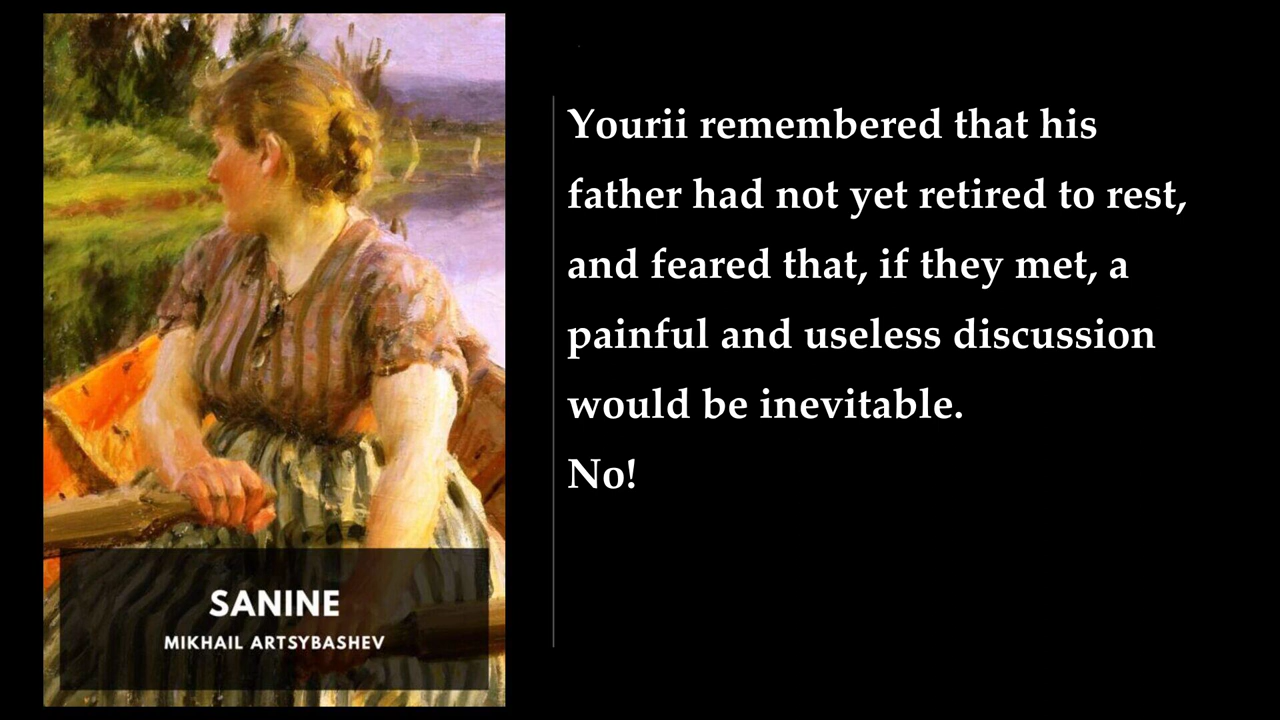 SANINE
MIKHAIL ARTSYBASHEV
Yourii remembered that his
father had not yet retired to rest,
and feared that, if they met, a
painful and useless discussion
would be inevitable.
No!